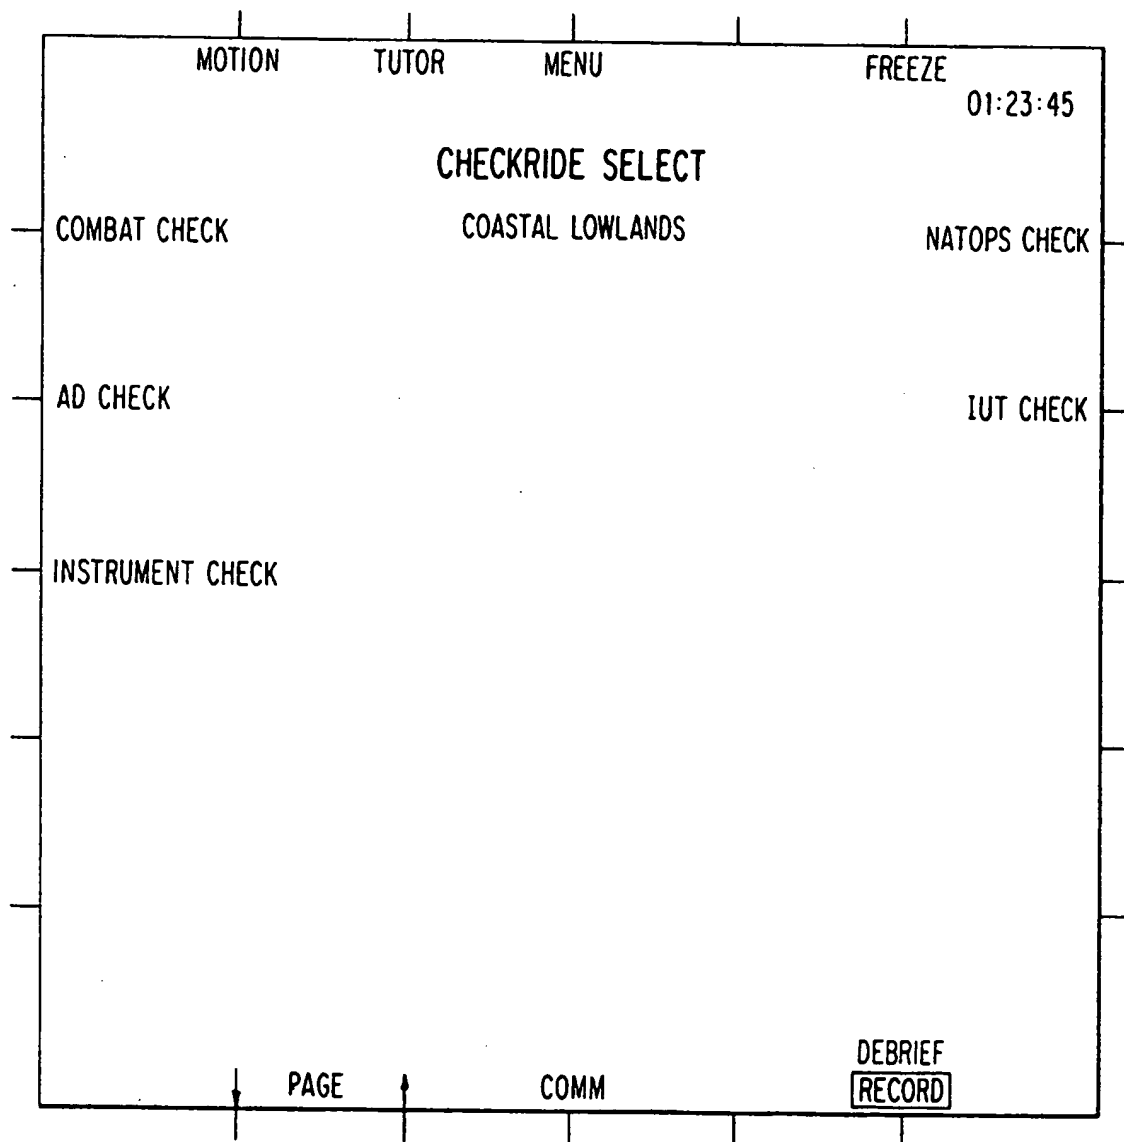 MOTION TUTOR MENU FREEZE
01:23:45
CHECKRIDE SELECT
COMBAT CHECK COASTAL LOWLANDS NATOPS CHECK
AD CHECK IUT CHECK
INSTRUMENT CHECK
DEBRIEF
PAGE COMM RECORD